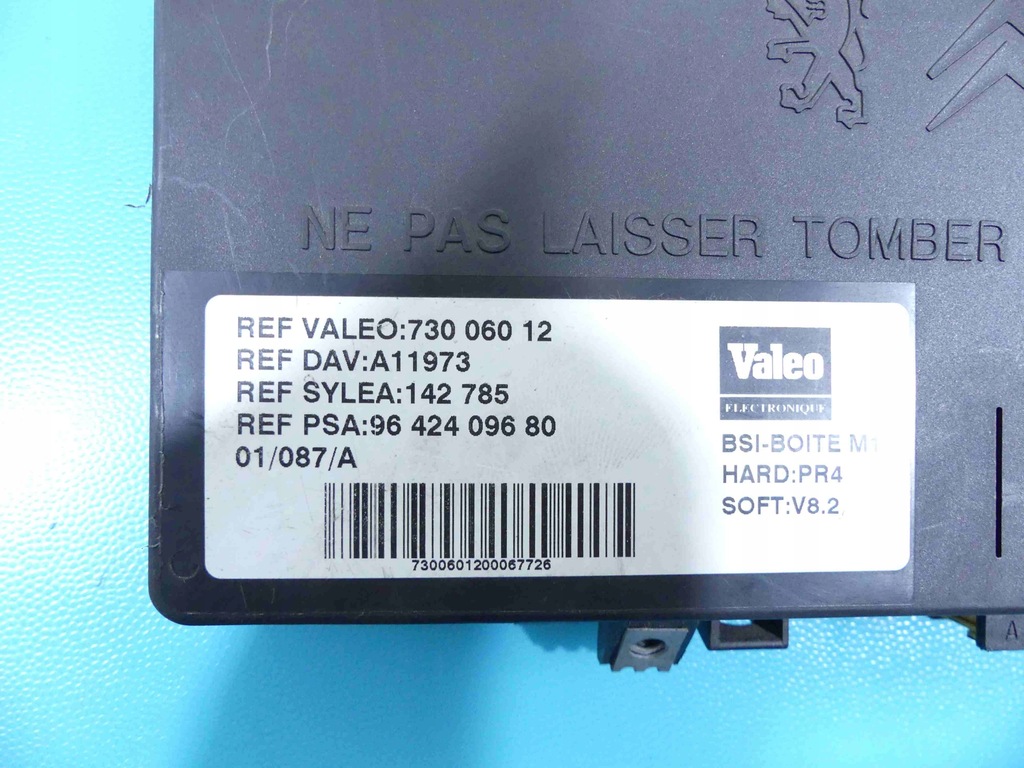 NE PAS LAISSER TOMBER
REF VALEO:730 060 12
REF DAV:A11973
REF SYLEA:142 785
REF PSA:96 424 096 80
01/087/A
7300601200067726
Valeo
ELECTRONIQUE
BSI-BOITE M1
HARD:PR4
SOFT:V8.2
A